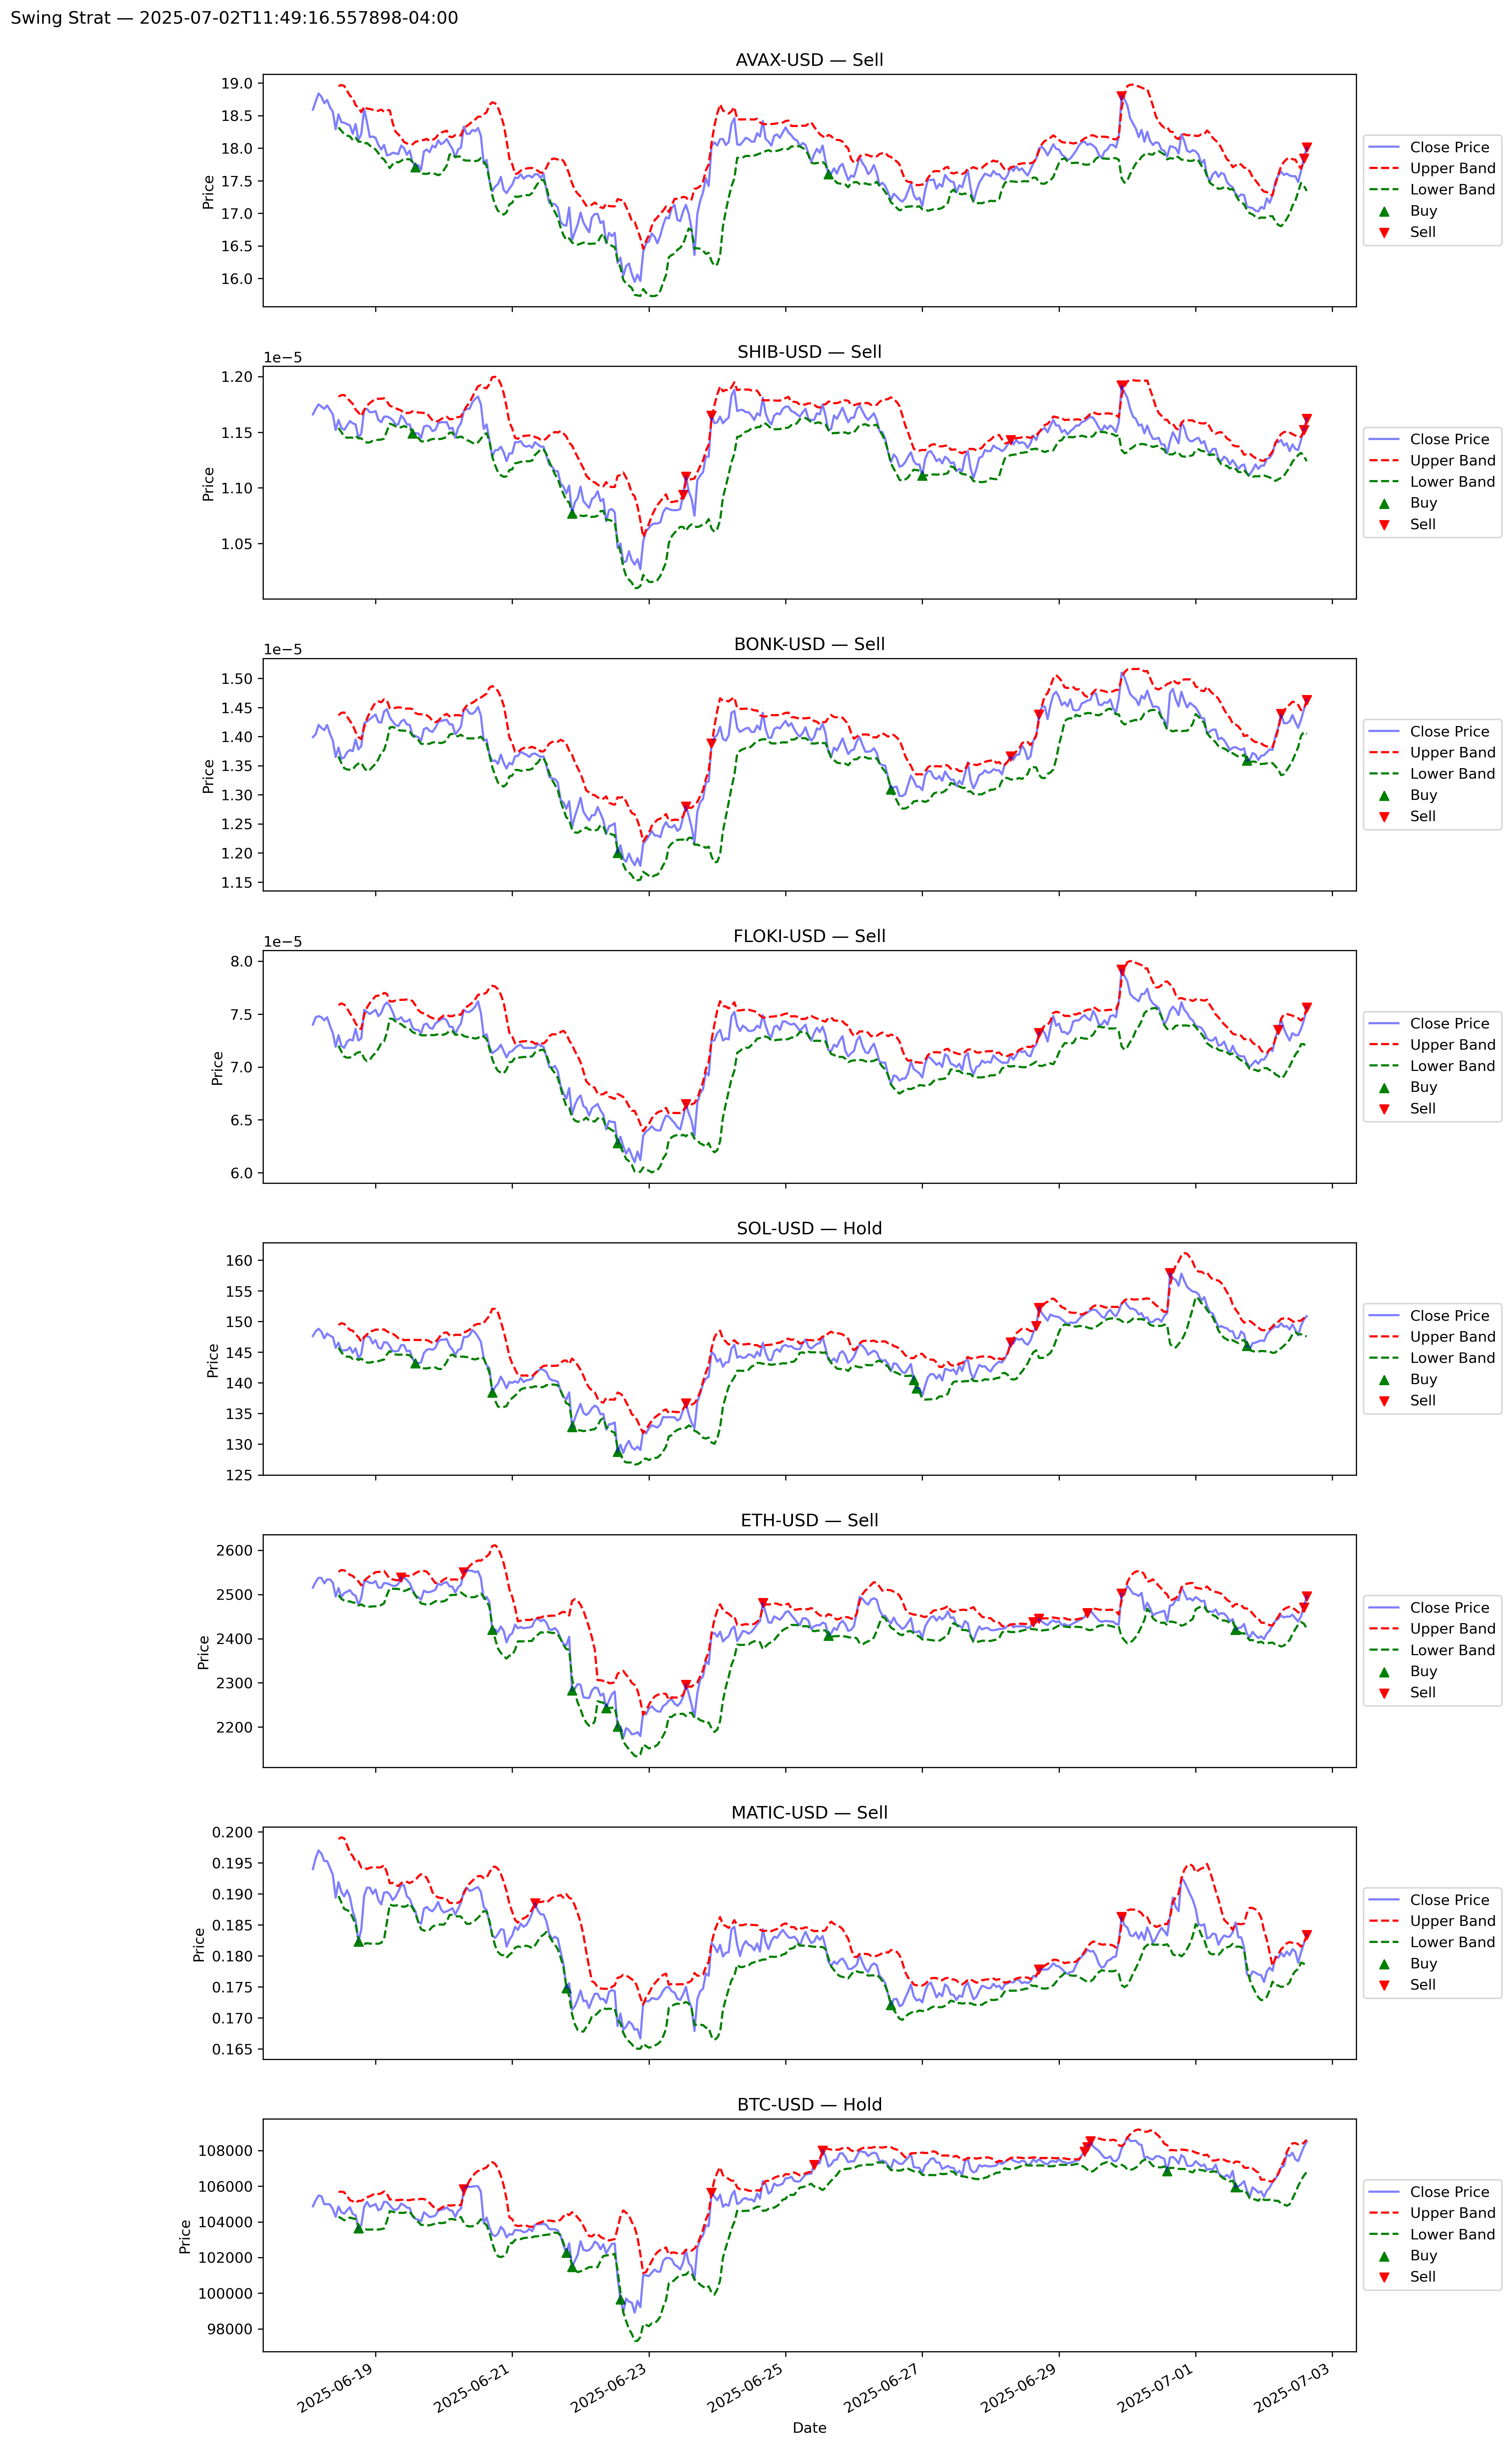 Swing Strat — 2025-07-02T11:49:16.557898-04:00
AVAX-USD — Sell
19.0
18.5
18.0
17.5
17.0
16.5
16.0
Price
Close Price
Upper Band
Lower Band
Buy
Sell
SHIB-USD — Sell
1e−5
1.20
1.15
1.10
1.05
Price
Close Price
Upper Band
Lower Band
Buy
Sell
BONK-USD — Sell
1e−5
1.50
1.45
1.40
1.35
1.30
1.25
1.20
1.15
Price
Close Price
Upper Band
Lower Band
Buy
Sell
FLOKI-USD — Sell
1e−5
8.0
7.5
7.0
6.5
6.0
Price
Close Price
Upper Band
Lower Band
Buy
Sell
SOL-USD — Hold
160
155
150
145
140
135
130
125
Price
Close Price
Upper Band
Lower Band
Buy
Sell
ETH-USD — Sell
2600
2500
2400
2300
2200
Price
Close Price
Upper Band
Lower Band
Buy
Sell
MATIC-USD — Sell
0.200
0.195
0.190
0.185
0.180
0.175
0.170
0.165
Price
Close Price
Upper Band
Lower Band
Buy
Sell
BTC-USD — Hold
108000
106000
104000
102000
100000
98000
Price
Close Price
Upper Band
Lower Band
Buy
Sell
2025-06-19
2025-06-21
2025-06-23
2025-06-25
2025-06-27
2025-06-29
2025-07-01
2025-07-03
Date